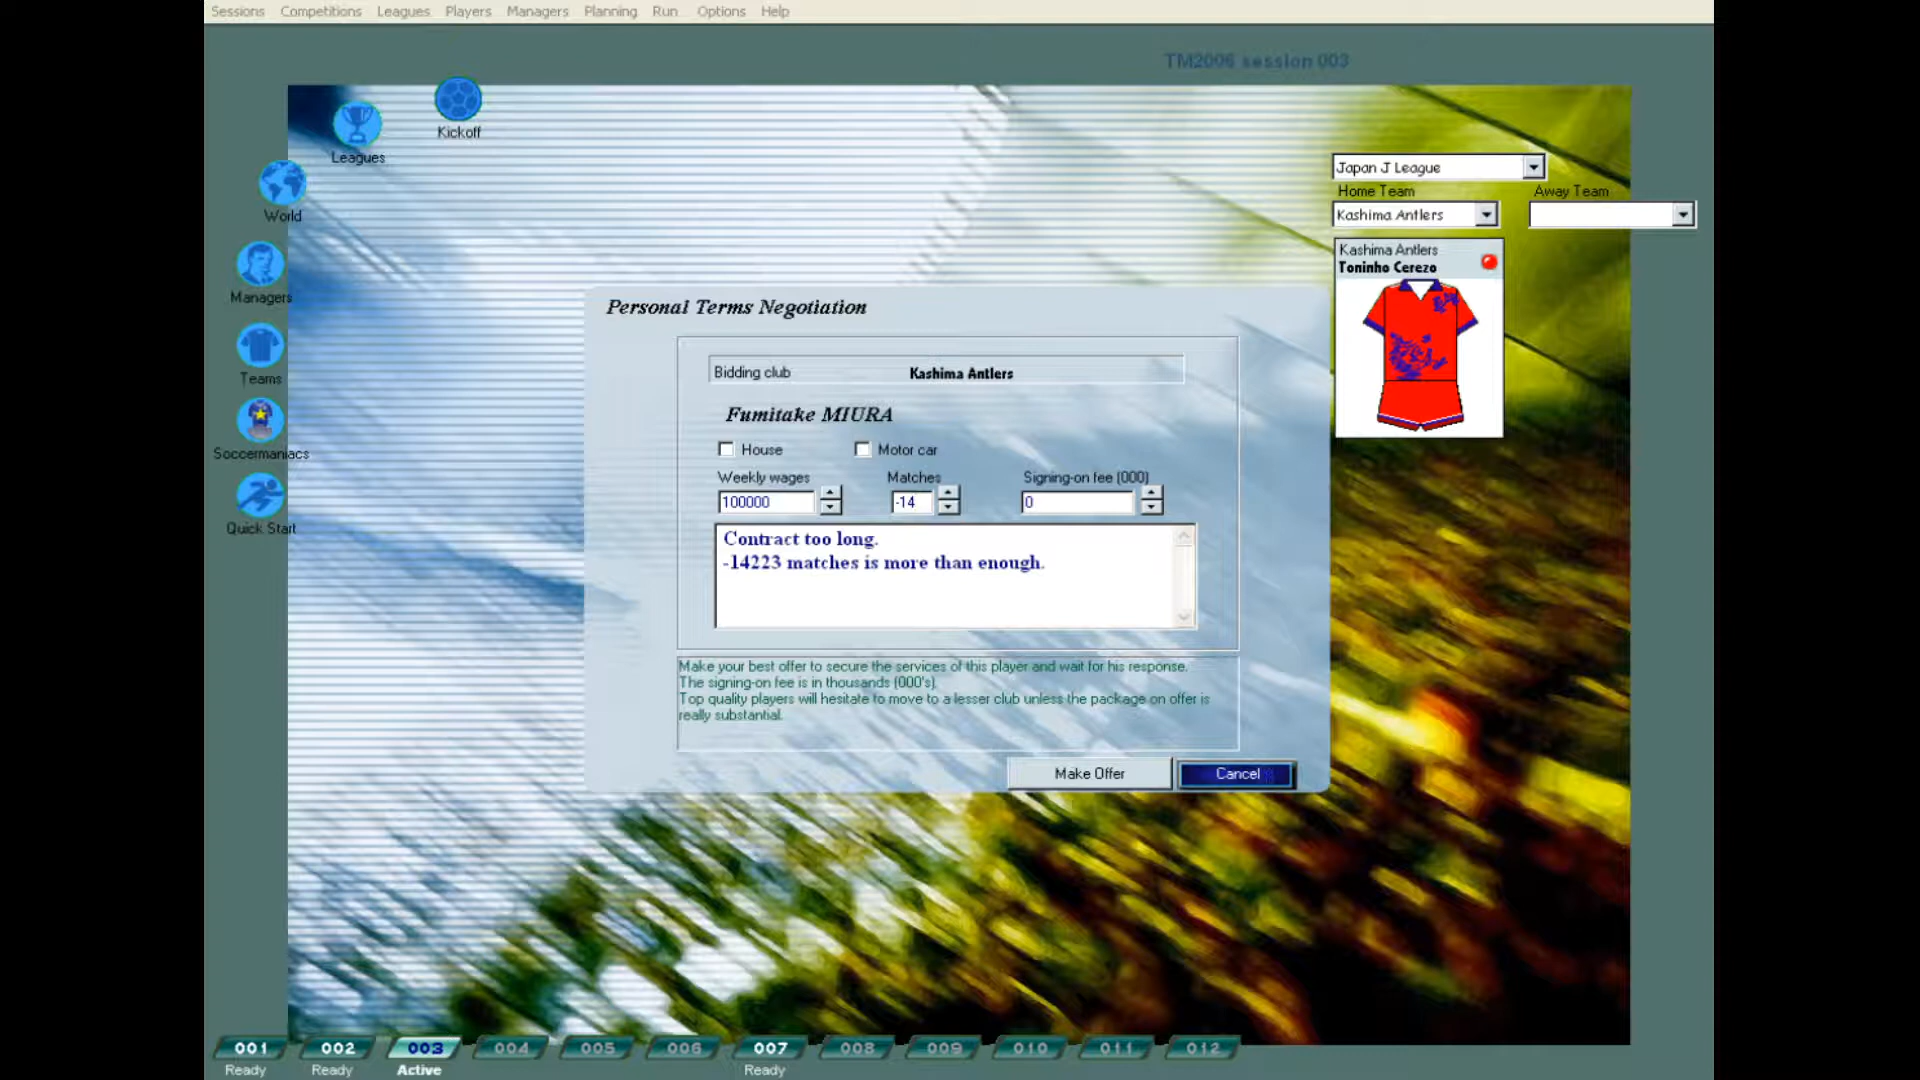 Sessions Competitions Leagues Players Managers Planning Run Options Help
TM2006 session 003
Kickoff
Leagues
World
Managers
Teams
Soccermaniacs
Quick Start
Japan J League
Home Team Away Team
Kashima Antlers
Kashima Antlers
Toninho Cerezo
Personal Terms Negotiation
Bidding club Kashima Antlers
Fumitake MIURA
House Motor car
Weekly wages Matches Signing-on fee (000)
100000 -14 0
Contract too long.
-14223 matches is more than enough.
Make your best offer to secure the services of this player and wait for his response.
The signing-on fee is in thousands (000's).
Top quality players will hesitate to move to a lesser club unless the package on offer is
really substantial.
Make Offer Cancel
001 002 003 004 005 006 007 008 009 010 011 012
Ready Ready Active Ready